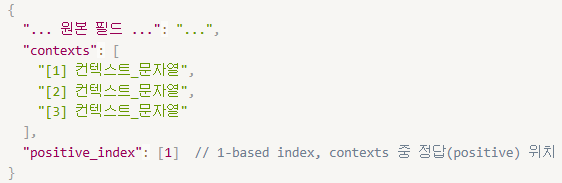 {
"... 원본 필드 ...": "...",
"contexts": [
"[1] 컨텍스트_문자열",
"[2] 컨텍스트_문자열",
"[3] 컨텍스트_문자열"
],
"positive_index": [1]  // 1-based index, contexts 중 정답(positive) 위치
}